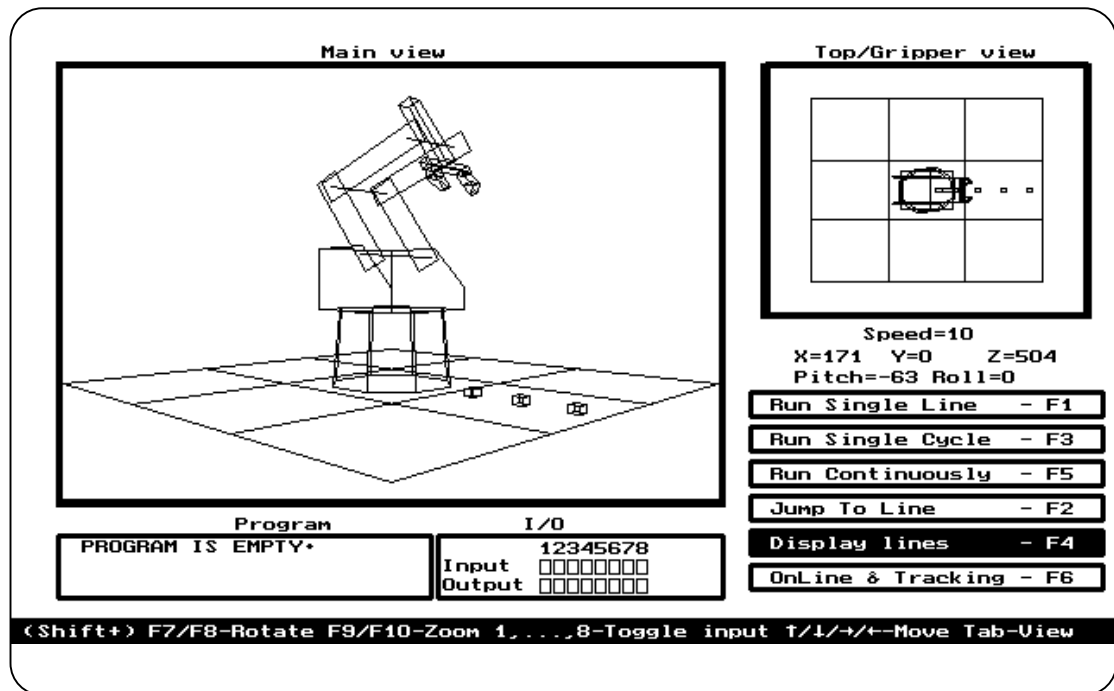 Main view
Top/Gripper view
Speed=10
X=171 Y=0 Z=504
Pitch=-63 Roll=0
Run Single Line - F1
Run Single Cycle - F3
Run Continuously - F5
Jump To Line - F2
Display lines - F4
OnLine & Tracking - F6
Program
PROGRAM IS EMPTY•
I/O
12345678
Input
Output
(Shift+) F7/F8-Rotate F9/F10-Zoom 1,...,8-Toggle input ↑/↓/→/←-Move Tab-View